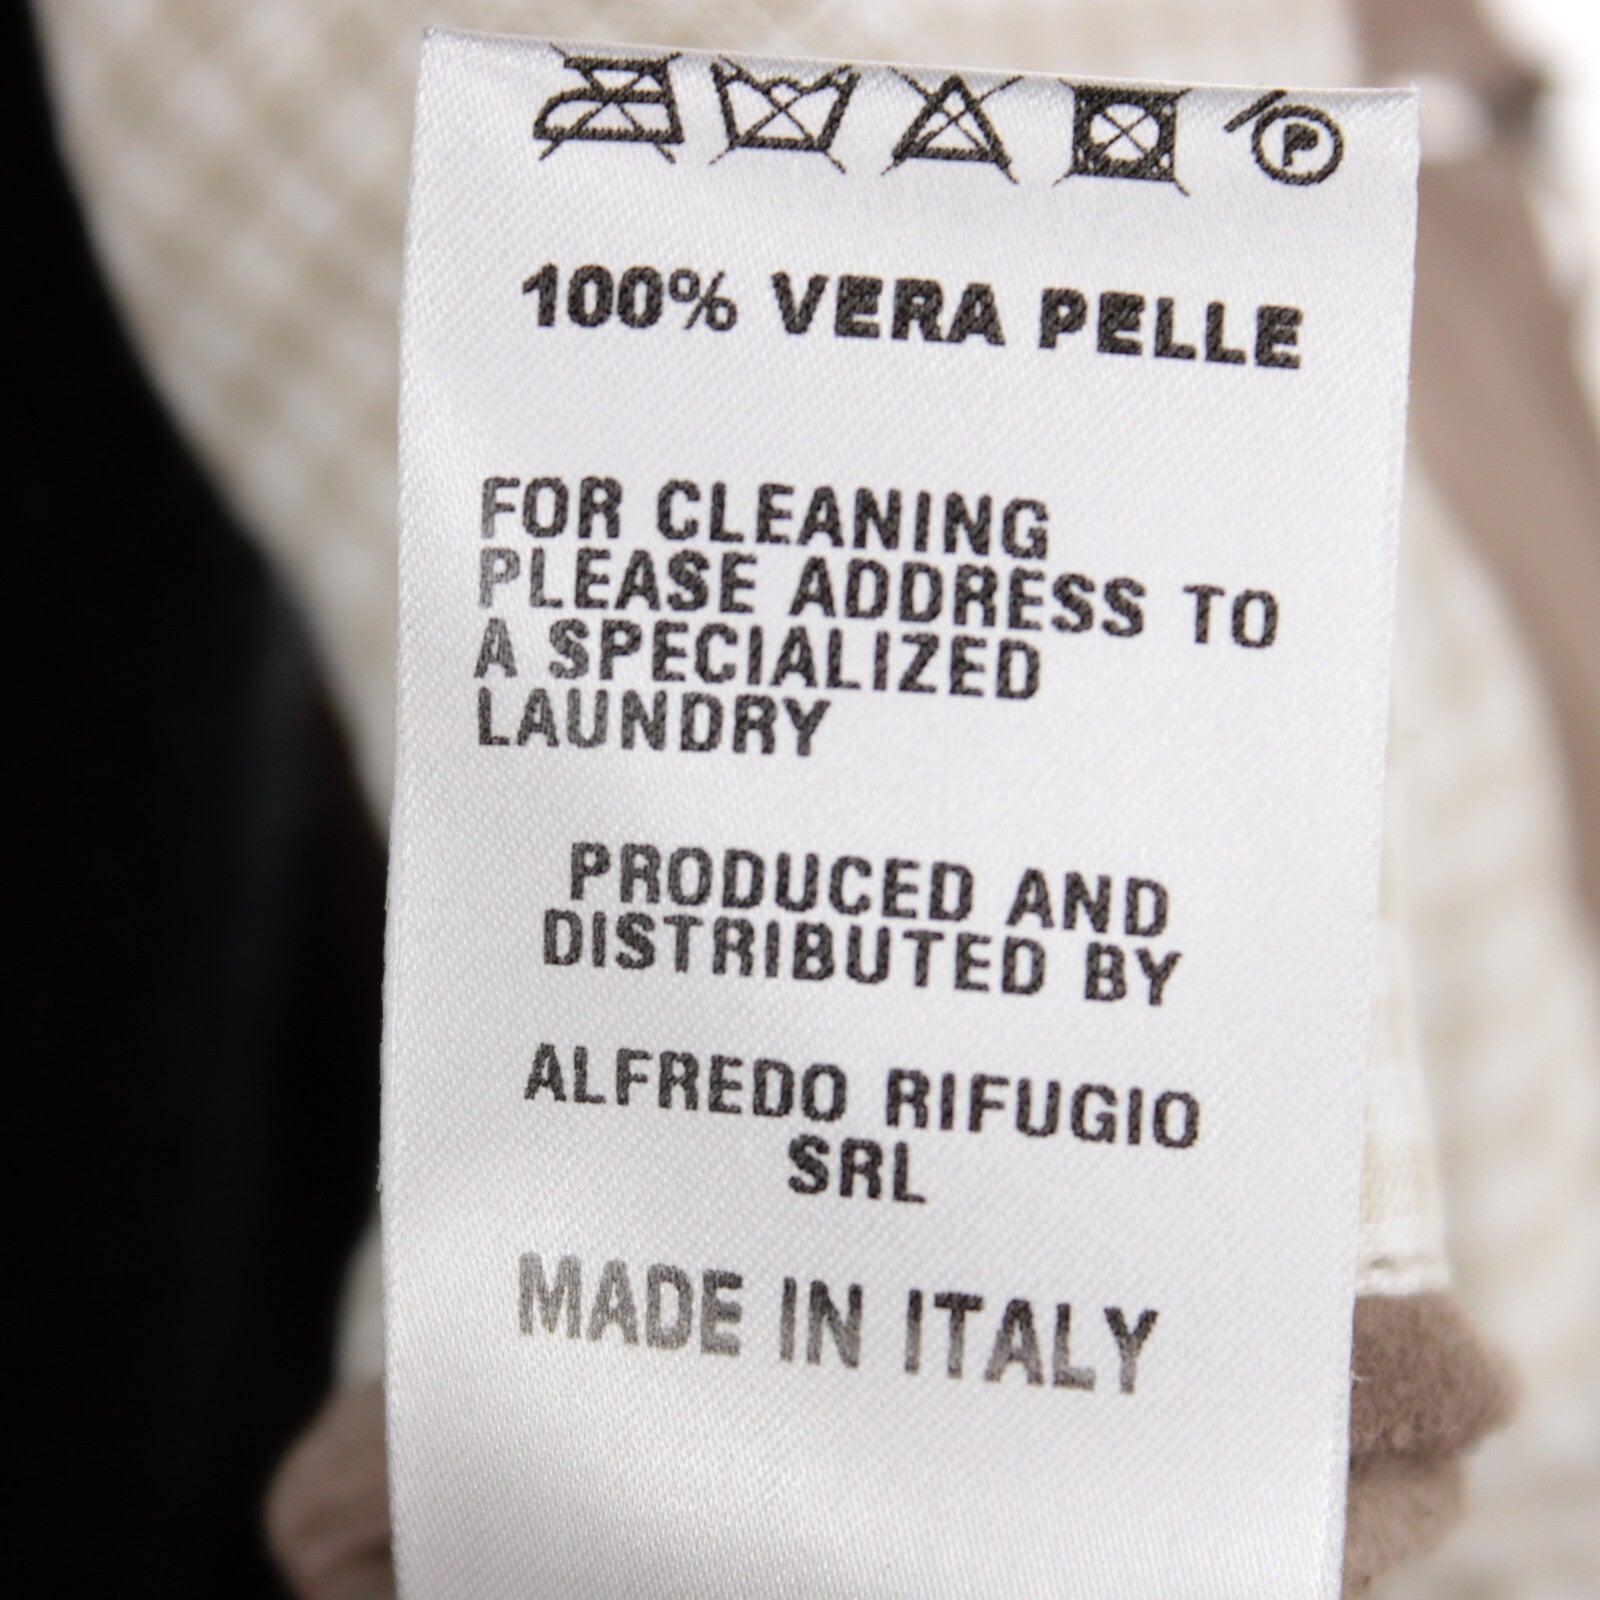 P
100% VERA PELLE
FOR CLEANING
PLEASE ADDRESS TO
A SPECIALIZED
LAUNDRY
PRODUCED AND
DISTRIBUTED BY
ALFREDO RIFUGIO
SRL
MADE IN ITALY